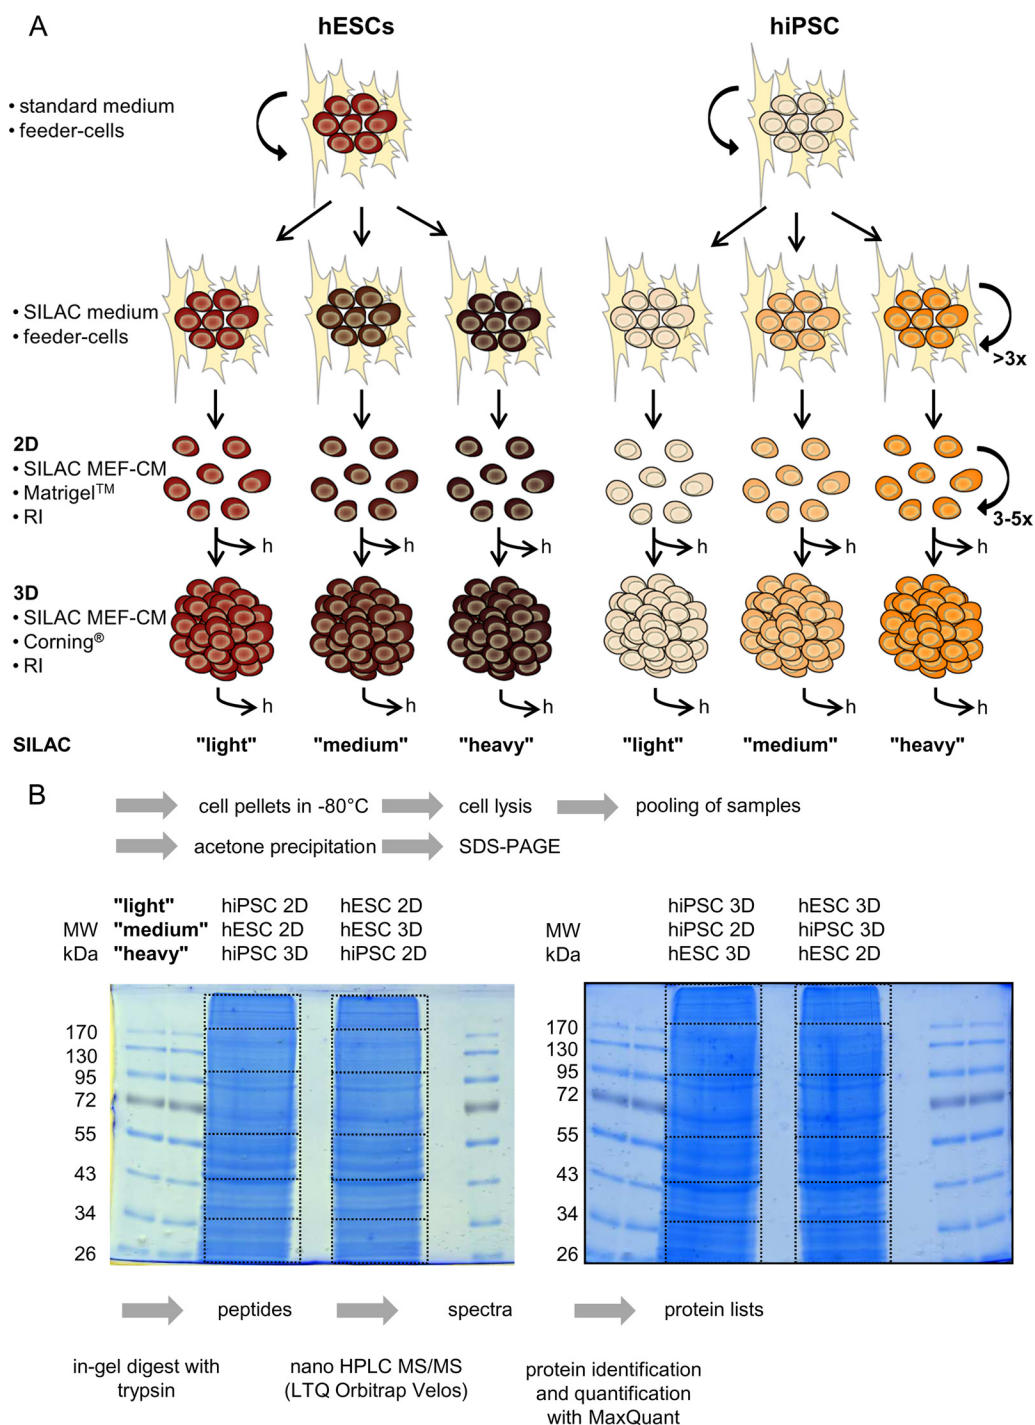 A
hESCs
hiPSC
• standard medium
• feeder-cells
• SILAC medium
• feeder-cells
>3x
2D
• SILAC MEF-CM
• Matrigel™
• RI
3-5x
h h h h h h
3D
• SILAC MEF-CM
• Corning®
• RI
h h h h h h
SILAC "light" "medium" "heavy" "light" "medium" "heavy"
B
cell pellets in -80°C cell lysis pooling of samples
acetone precipitation SDS-PAGE
"light" hiPSC 2D hESC 2D hiPSC 3D hESC 3D
MW "medium" hESC 2D hESC 3D MW hiPSC 2D hiPSC 3D
kDa "heavy" hiPSC 3D hiPSC 2D kDa hESC 3D hESC 2D
170 170
130 130
95 95
72 72
55 55
43 43
34 34
26 26
peptides spectra protein lists
in-gel digest with
trypsin
nano HPLC MS/MS
(LTQ Orbitrap Velos)
protein identification
and quantification
with MaxQuant